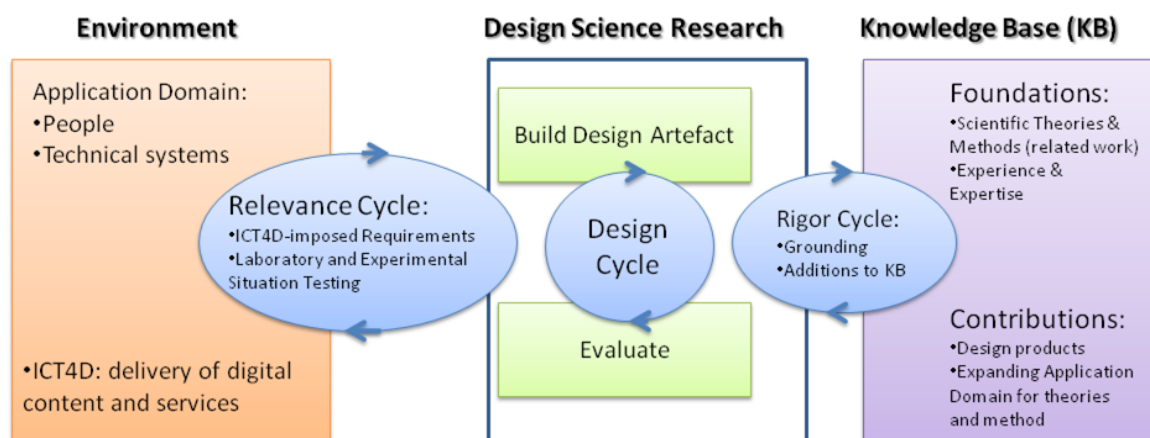 Environment
Design Science Research
Knowledge Base (KB)
Application Domain:
•People
•Technical systems
•ICT4D: delivery of digital
content and services
Relevance Cycle:
•ICT4D-imposed Requirements
•Laboratory and Experimental
Situation Testing
Build Design Artefact
Design
Cycle
Evaluate
Rigor Cycle:
•Grounding
•Additions to KB
Foundations:
•Scientific Theories &
Methods (related work)
•Experience &
Expertise
Contributions:
•Design products
•Expanding Application
Domain for theories
and method